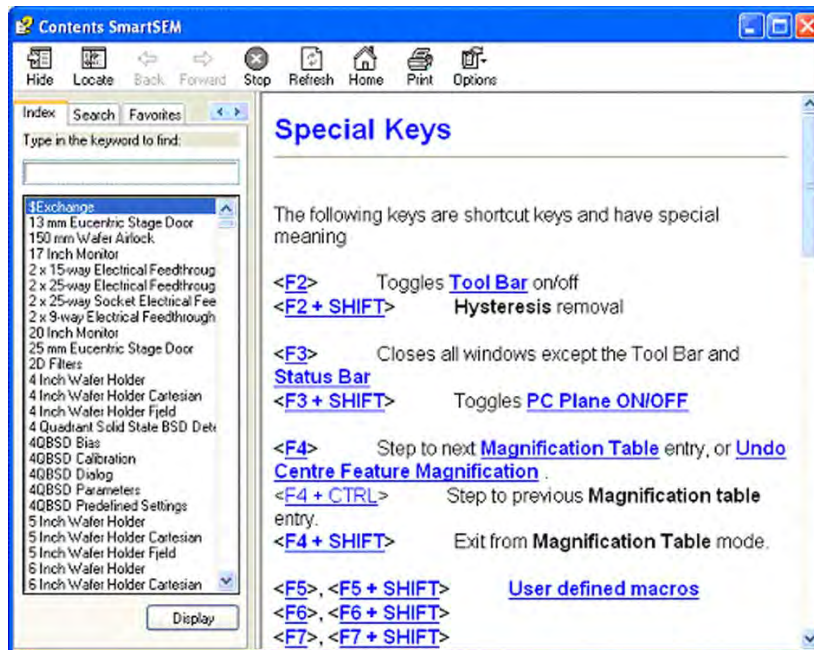 Contents SmartSEM
Hide Locate Back Forward Stop Refresh Home Print Options
Index Search Favorites
Type in the keyword to find:
$Exchange
13 mm Eucentric Stage Door
150 mm Wafer Airlock
17 Inch Monitor
2 x 15-way Electrical Feedthroug
2 x 25-way Electrical Feedthroug
2 x 25-way Socket Electrical Fee
2 x 9-way Electrical Feedthrough
20 Inch Monitor
25 mm Eucentric Stage Door
2D Filters
4 Inch Wafer Holder
4 Inch Wafer Holder Cartesian
4 Inch Wafer Holder Field
4 Quadrant Solid State BSD Dete
4QBSD Bias
4QBSD Calibration
4QBSD Dialog
4QBSD Parameters
4QBSD Predefined Settings
5 Inch Wafer Holder
5 Inch Wafer Holder Cartesian
5 Inch Wafer Holder Field
6 Inch Wafer Holder
6 Inch Wafer Holder Cartesian
Display
Special Keys
The following keys are shortcut keys and have special
meaning
<F2> Toggles Tool Bar on/off
<F2 + SHIFT> Hysteresis removal
<F3> Closes all windows except the Tool Bar and
Status Bar
<F3 + SHIFT> Toggles PC Plane ON/OFF
<F4> Step to next Magnification Table entry, or Undo
Centre Feature Magnification .
<F4 + CTRL> Step to previous Magnification table
entry.
<F4 + SHIFT> Exit from Magnification Table mode.
<F5>, <F5 + SHIFT> User defined macros
<F6>, <F6 + SHIFT>
<F7>, <F7 + SHIFT>